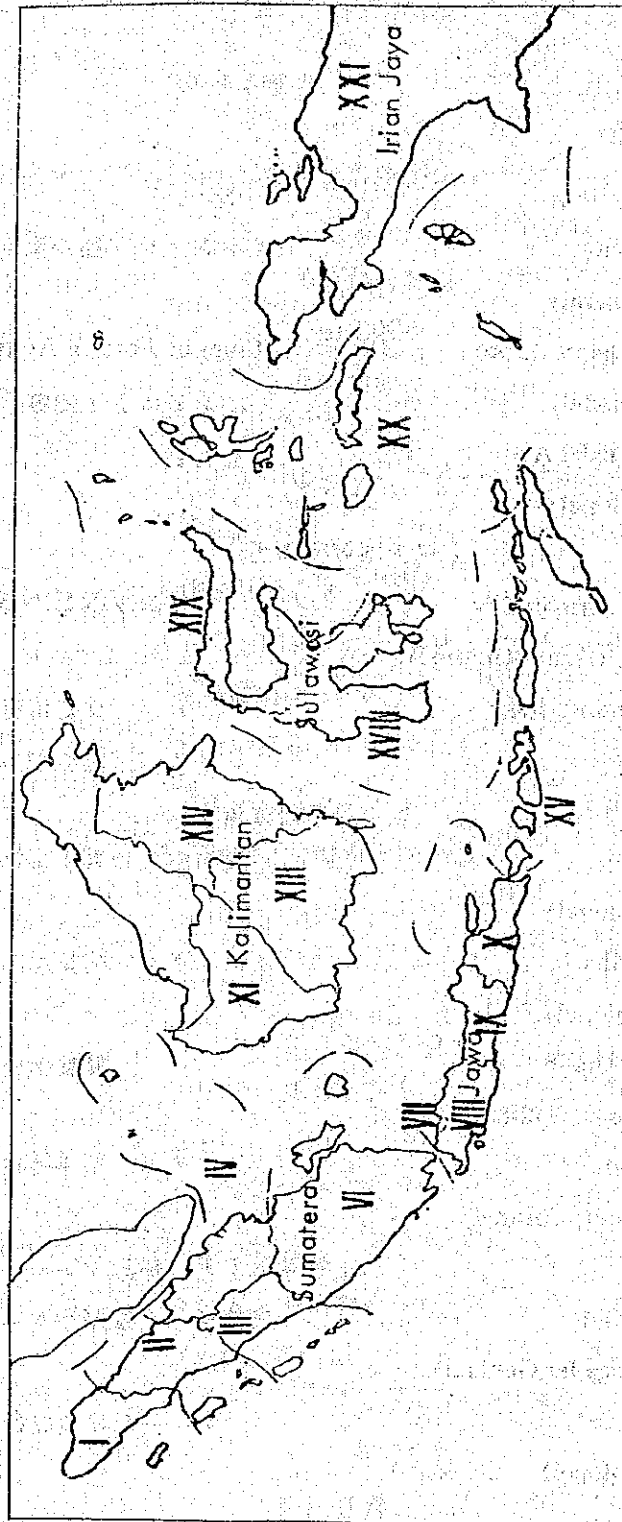 I
II
III
IV
Sumatera
VI
VII
VIII
Jawa
IX
X
XI
Kalimantan
XIII
XIV
XV
XVIII
Sulawesi
XIX
XX
XXI
Irian Jaya